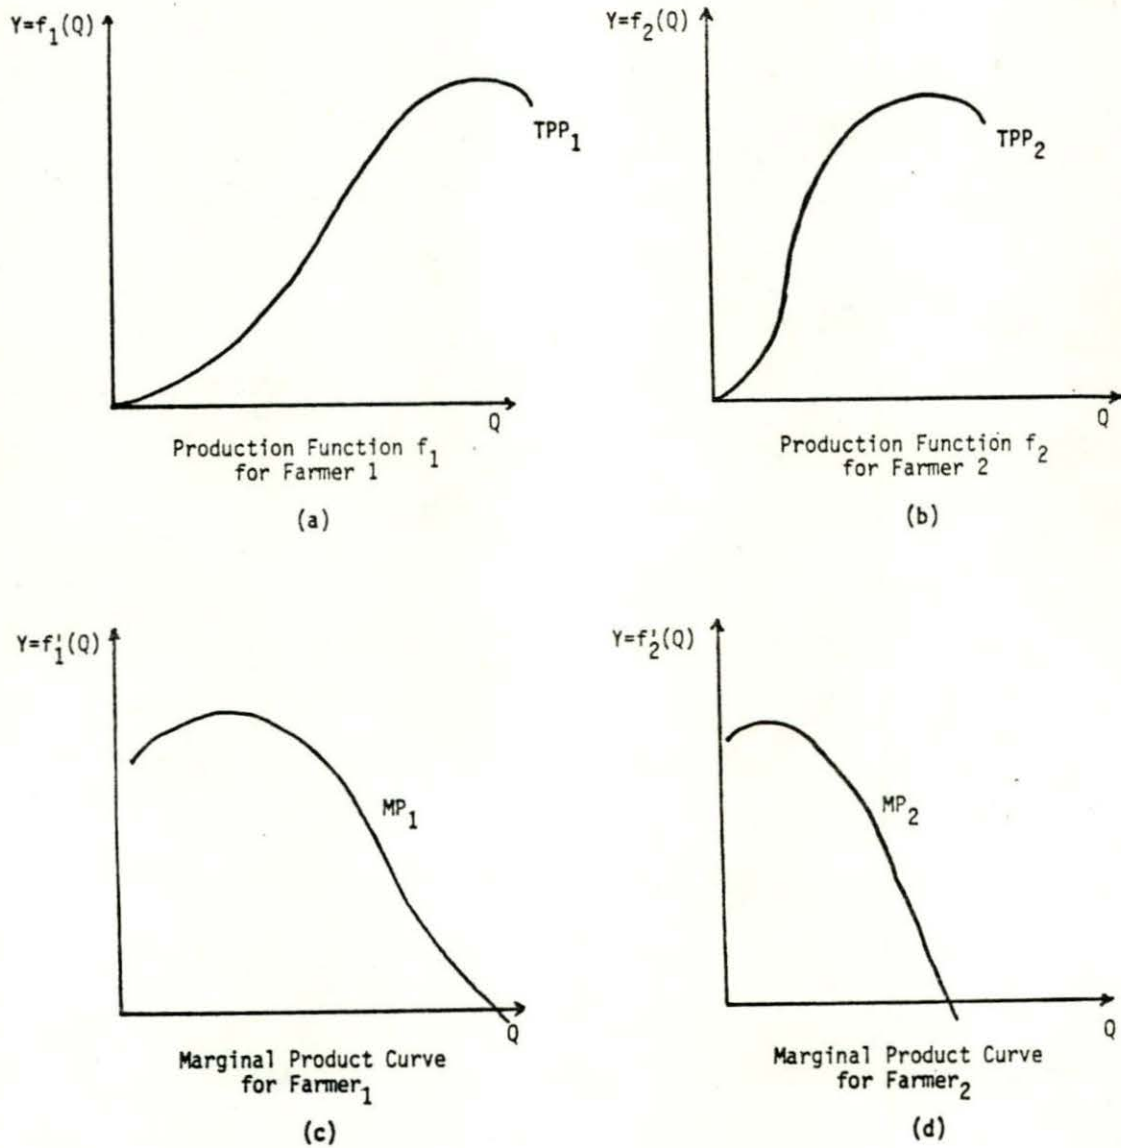 Y=f₁(Q)
TPP₁
Q
Production Function f₁
for Farmer 1
(a)
Y=f₂(Q)
TPP₂
Q
Production Function f₂
for Farmer 2
(b)
Y=f₁'(Q)
MP₁
Q
Marginal Product Curve
for Farmer₁
(c)
Y=f₂'(Q)
MP₂
Q
Marginal Product Curve
for Farmer₂
(d)